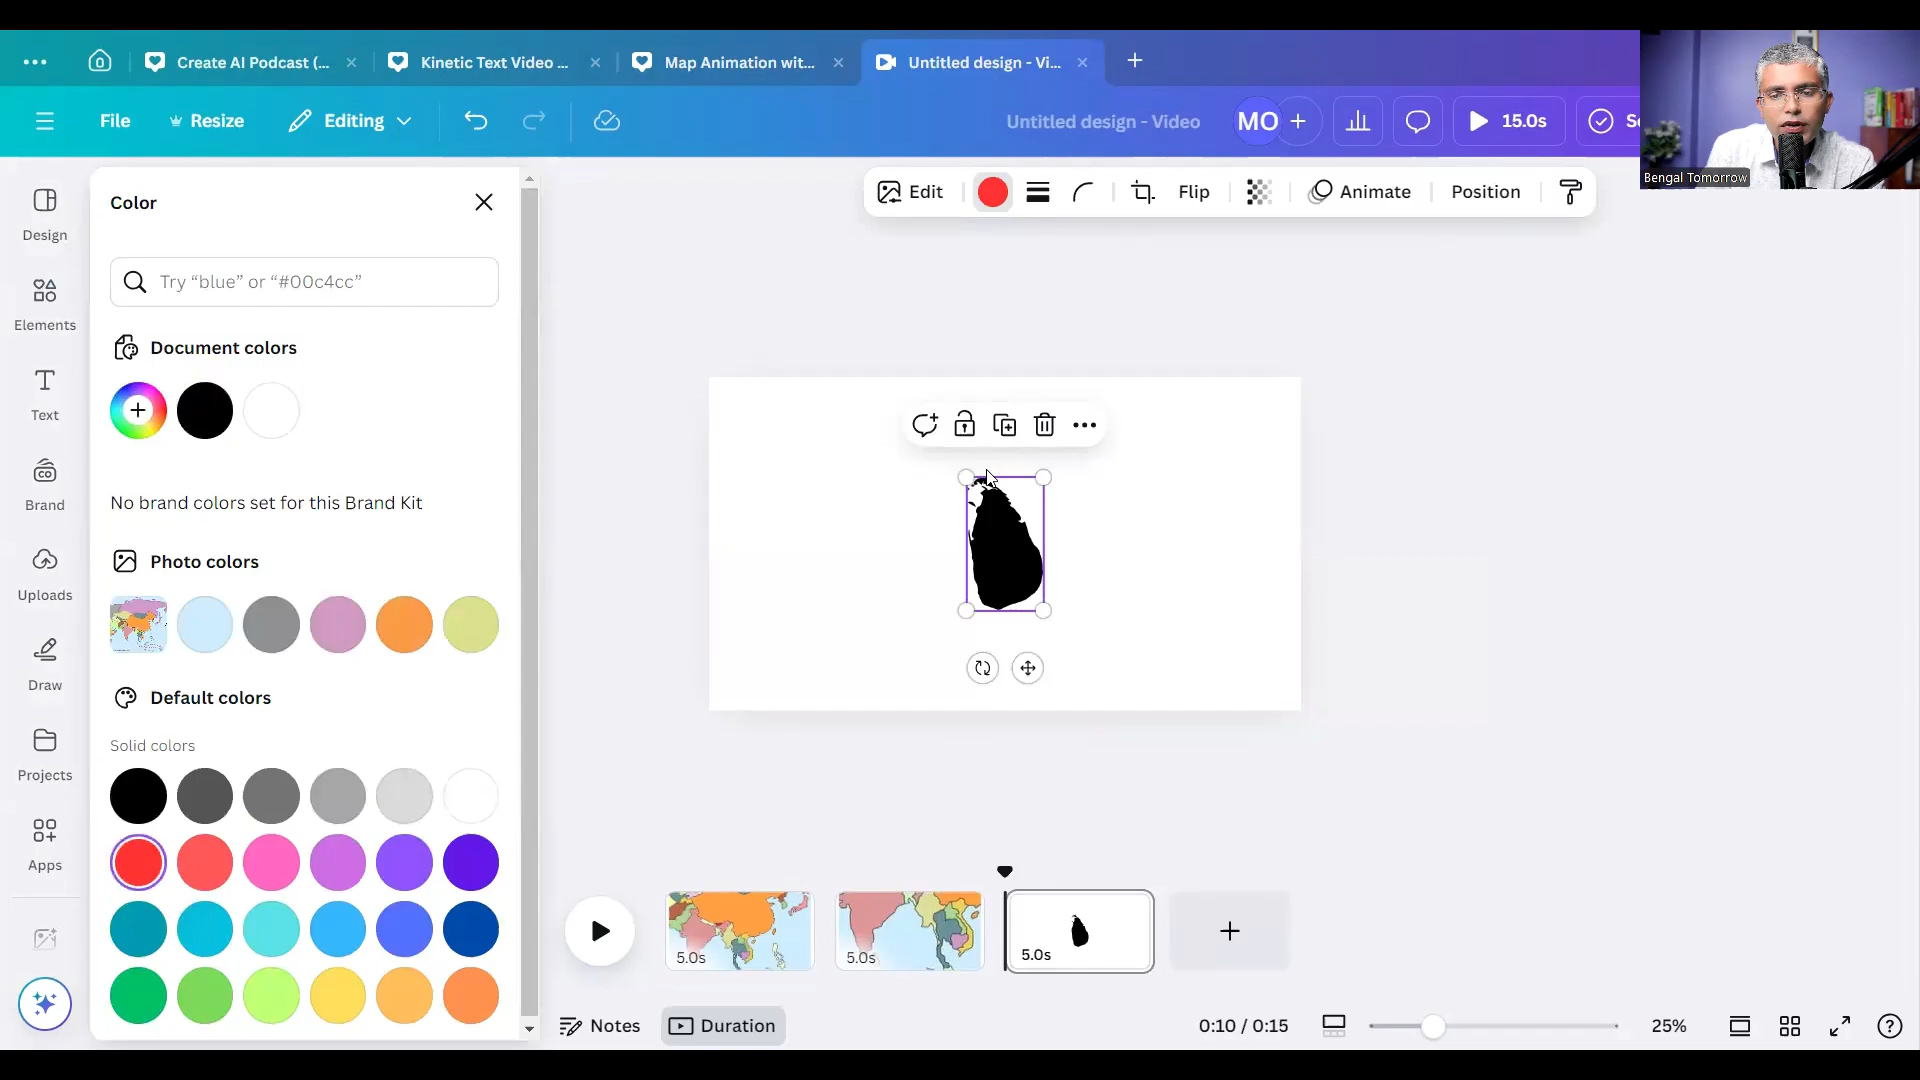 Create AI Podcast (...
Kinetic Text Video ...
Map Animation wit...
Untitled design - Vi...
File
Resize
Editing
Untitled design - Video
MO
15.0s
Bengal Tomorrow
Design
Elements
Text
Brand
Uploads
Draw
Projects
Apps
Color
Try “blue” or “#00c4cc”
Document colors
No brand colors set for this Brand Kit
Photo colors
Default colors
Solid colors
Edit
Flip
Animate
Position
5.0s
5.0s
5.0s
Notes
Duration
0:10 / 0:15
25%